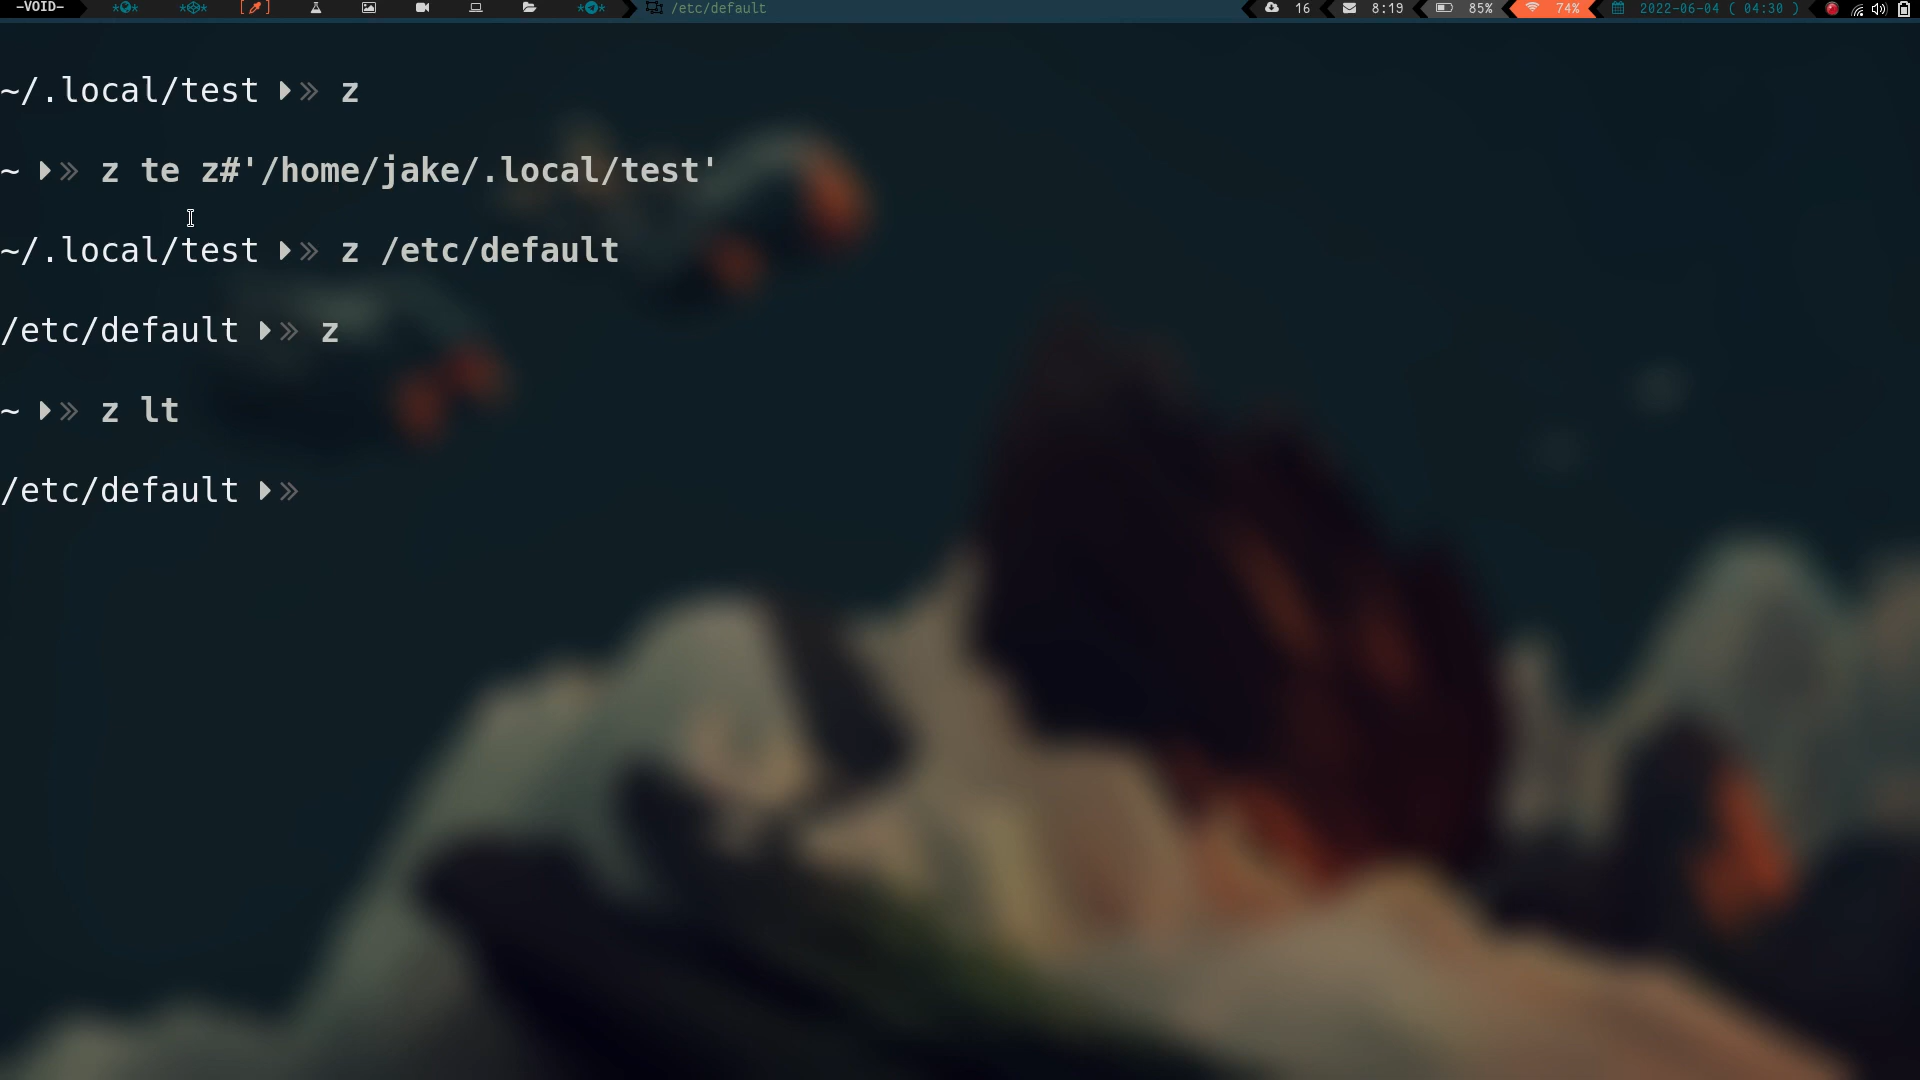 —VOID— /etc/default 16 8:19 85% 74% 2022-06-04 ( 04:30 )
~/.local/test z
~ z te z#'/home/jake/.local/test'
~/.local/test z /etc/default
/etc/default z
~ z lt
/etc/default